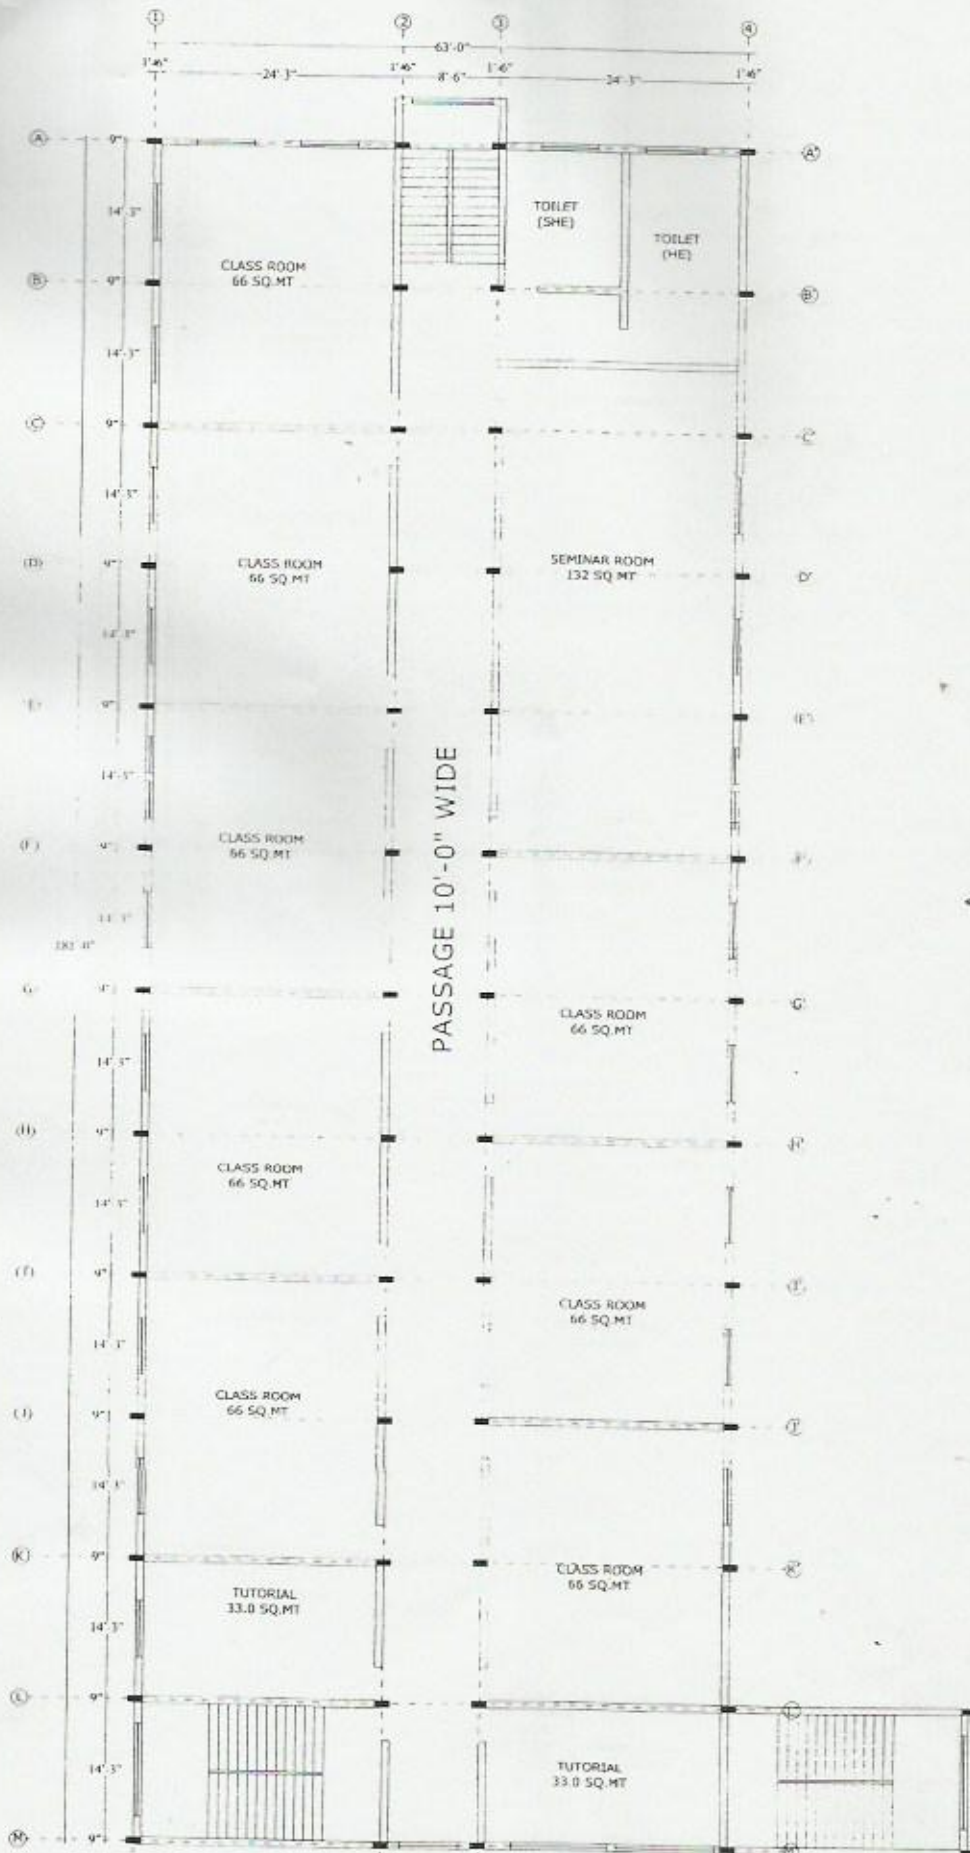 1 2 3 4
63'-0"
1'-6" 24'-3" 1'-6" 8'-6" 1'-6" 24'-3" 1'-6"
A 9" A'
14'-3"
TOILET
(SHE)
TOILET
(HE)
CLASS ROOM
66 SQ.MT
B 9" B'
14'-3"
C 9" C'
14'-3"
CLASS ROOM
66 SQ.MT
SEMINAR ROOM
132 SQ MT
D 9" D'
14'-3"
E 9" E'
14'-3"
PASSAGE 10'-0" WIDE
CLASS ROOM
66 SQ.MT
F 9" F'
181'-0"
G 9" G'
CLASS ROOM
66 SQ.MT
14'-3"
H 9" H'
CLASS ROOM
66 SQ.MT
14'-3"
I 9" I'
CLASS ROOM
66 SQ.MT
14'-3"
CLASS ROOM
66 SQ.MT
J 9" J'
14'-3"
K 9" K'
CLASS ROOM
66 SQ.MT
TUTORIAL
33.0 SQ.MT
14'-3"
L 9" L'
14'-3"
TUTORIAL
33.0 SQ.MT
M 9"